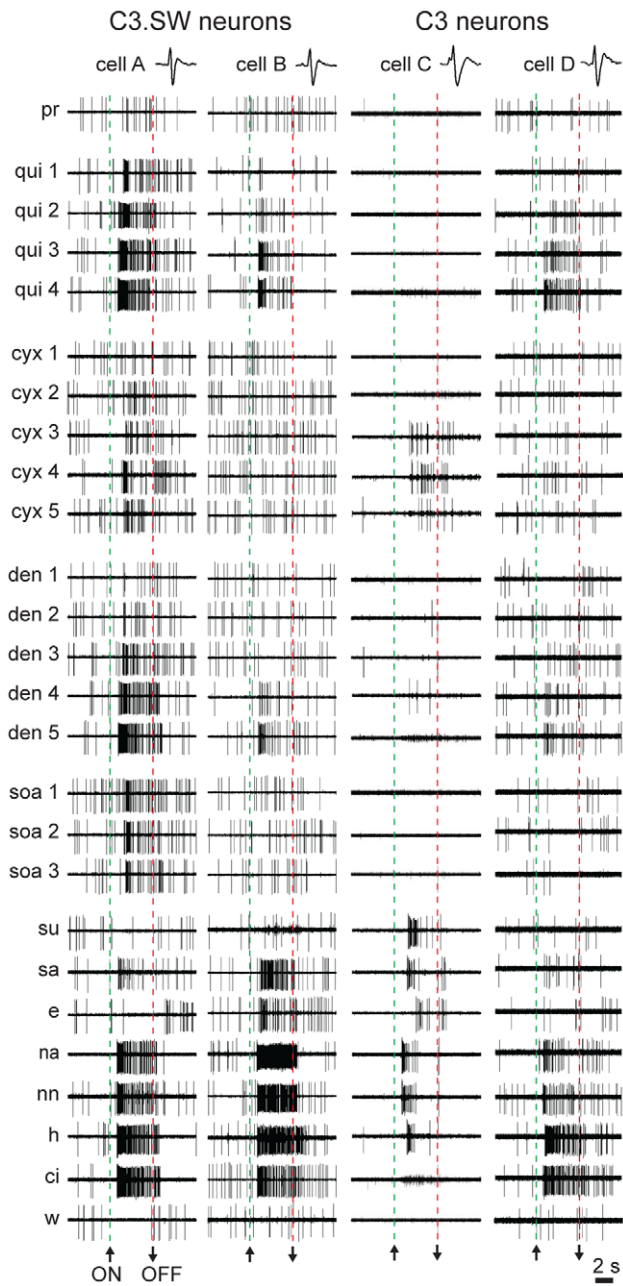 C3.SW neurons C3 neurons
cell A cell B cell C cell D
pr
qui 1
qui 2
qui 3
qui 4
cyx 1
cyx 2
cyx 3
cyx 4
cyx 5
den 1
den 2
den 3
den 4
den 5
soa 1
soa 2
soa 3
su
sa
e
na
nn
h
ci
w
ON OFF 2 s